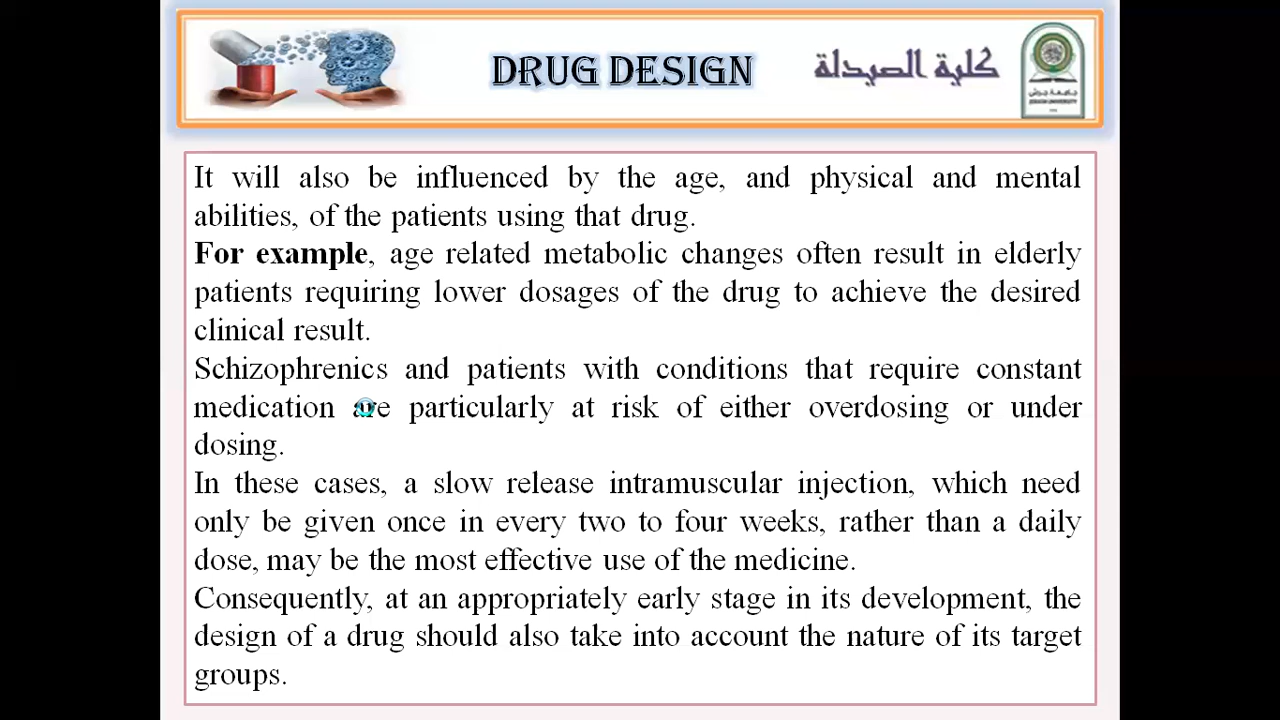 DRUG DESIGN
كلية الصيدلة
جامعة جرش
JERASH UNIVERSITY
It will also be influenced by the age, and physical and mental
abilities, of the patients using that drug.
For example, age related metabolic changes often result in elderly
patients requiring lower dosages of the drug to achieve the desired
clinical result.
Schizophrenics and patients with conditions that require constant
medication are particularly at risk of either overdosing or under
dosing.
In these cases, a slow release intramuscular injection, which need
only be given once in every two to four weeks, rather than a daily
dose, may be the most effective use of the medicine.
Consequently, at an appropriately early stage in its development, the
design of a drug should also take into account the nature of its target
groups.